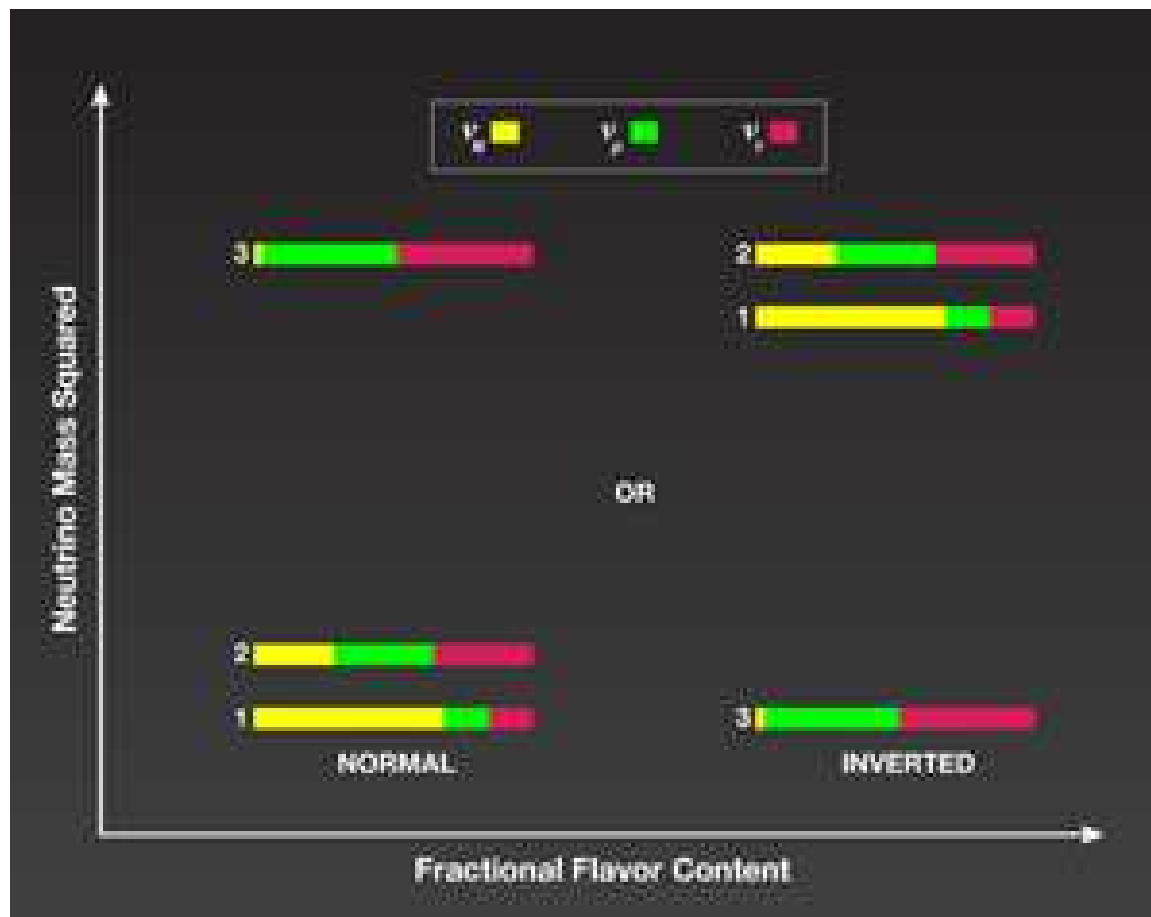 νe νμ ντ
3
2
1
Neutrino Mass Squared
OR
2
1
3
NORMAL
INVERTED
Fractional Flavor Content